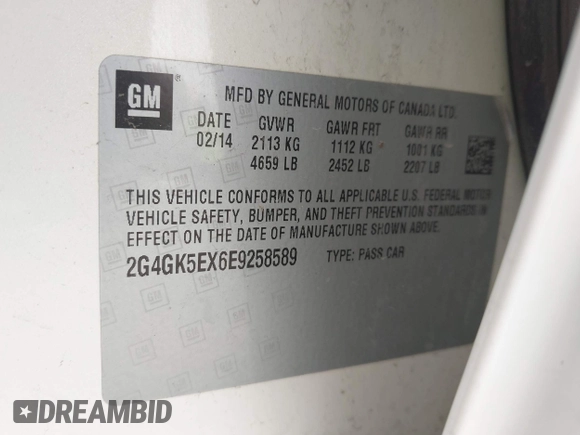 GM
MFD BY GENERAL MOTORS OF CANADA LTD.
DATE GVWR GAWR FRT GAWR RR
02/14 2113 KG 1112 KG 1001 KG
4659 LB 2452 LB 2207 LB
THIS VEHICLE CONFORMS TO ALL APPLICABLE U.S. FEDERAL MOTOR
VEHICLE SAFETY, BUMPER, AND THEFT PREVENTION STANDARDS IN
EFFECT ON THE DATE OF MANUFACTURE SHOWN ABOVE.
2G4GK5EX6E9258589 TYPE: PASS CAR
DREAMBID